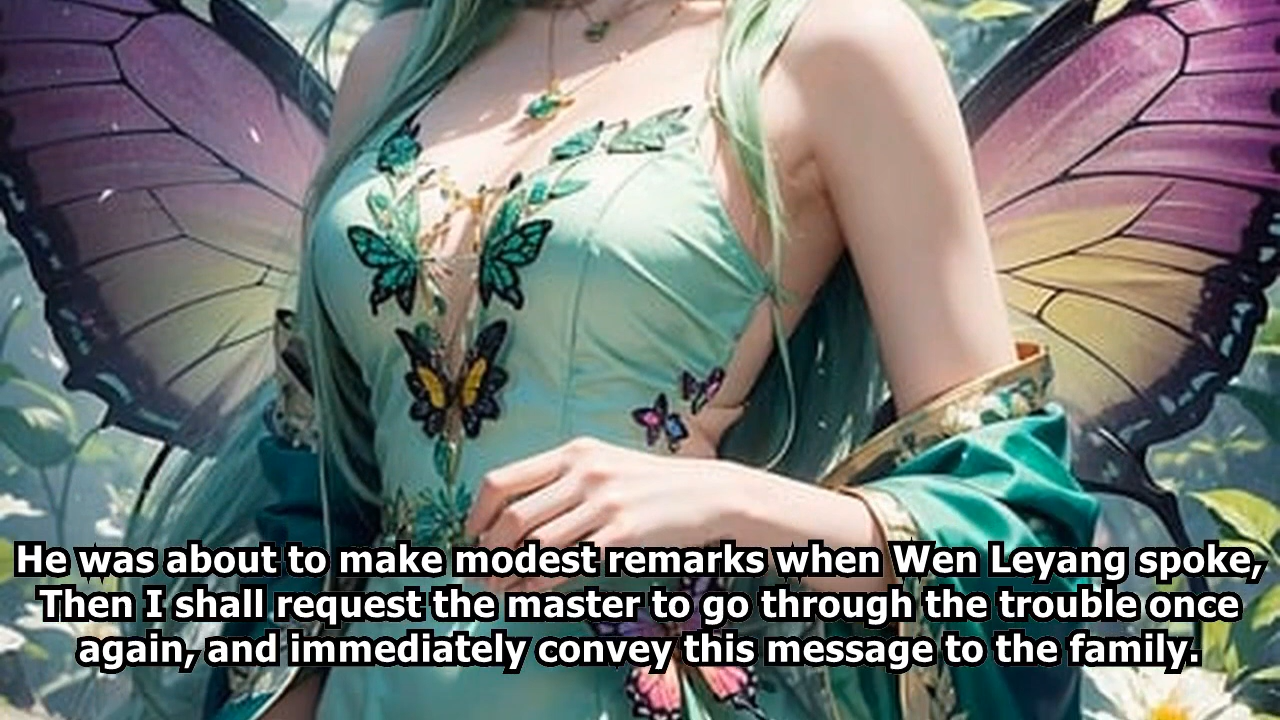 He was about to make modest remarks when Wen Leyang spoke,
Then I shall request the master to go through the trouble once
again, and immediately convey this message to the family.